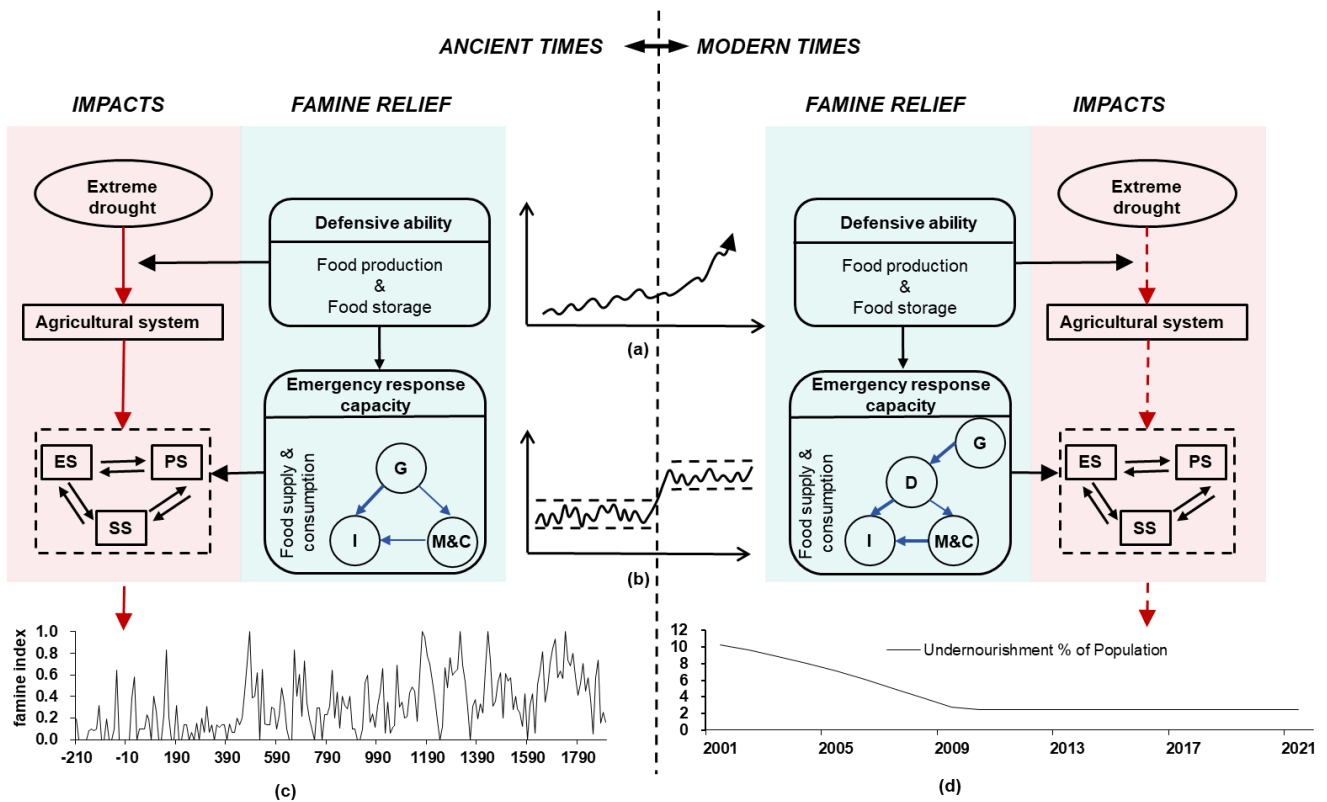 ANCIENT TIMES
MODERN TIMES
IMPACTS
FAMINE RELIEF
FAMINE RELIEF
IMPACTS
Extreme
drought
Defensive ability
Food production
&
Food storage
Agricultural system
Emergency response
capacity
Food supply &
consumption
G
I
M&C
ES
PS
SS
(a)
(b)
Defensive ability
Food production
&
Food storage
Extreme
drought
Agricultural system
Emergency response
capacity
Food supply &
consumption
G
D
I
M&C
ES
PS
SS
famine index
1.0
0.8
0.6
0.4
0.2
0.0
-210 -10 190 390 590 790 990 1190 1390 1590 1790
(c)
12
10
8
6
4
2
0
Undernourishment % of Population
2001 2005 2009 2013 2017 2021
(d)